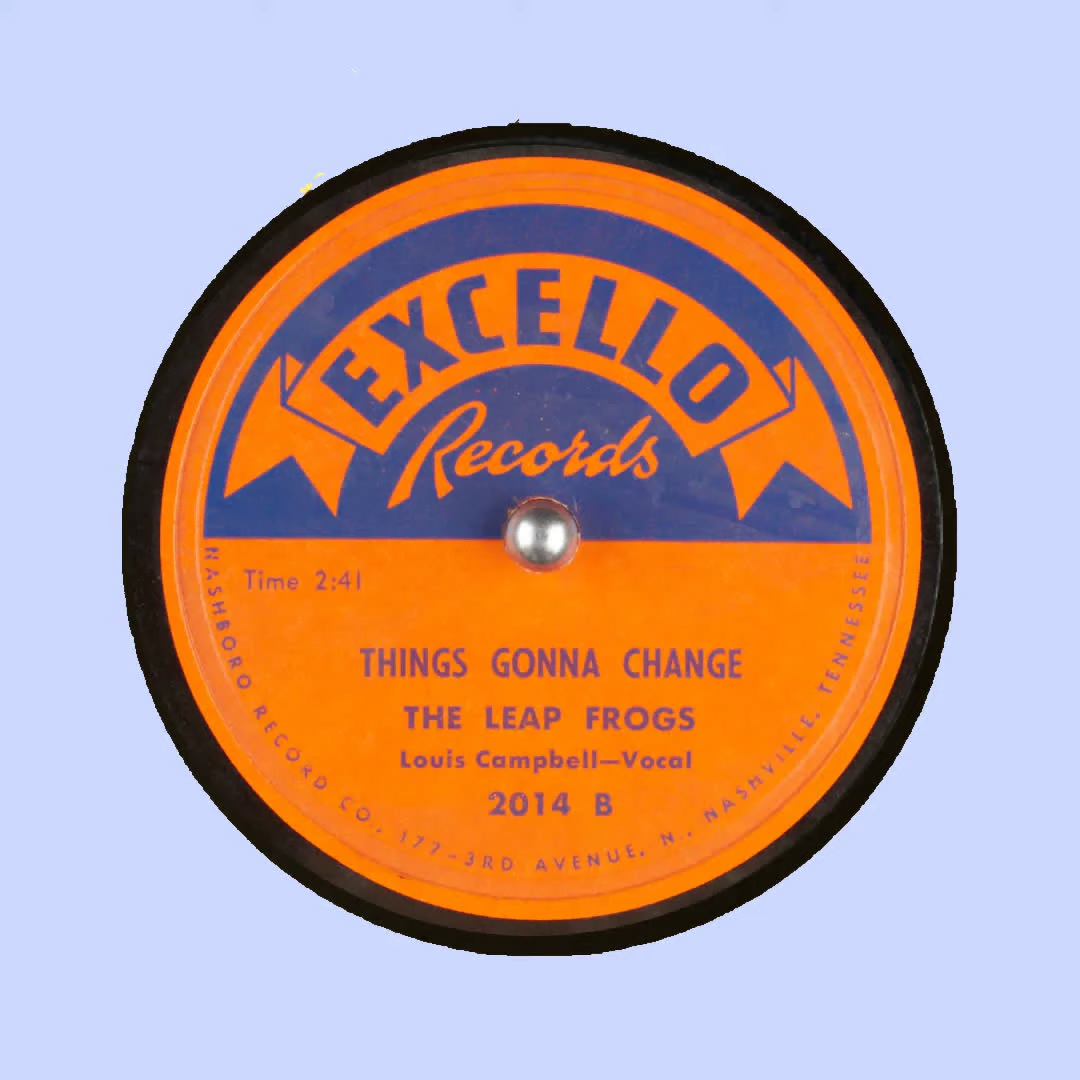 EXCELLO
Records
Time 2:41
THINGS GONNA CHANGE
THE LEAP FROGS
Louis Campbell—Vocal
2014 B
NASHBORO RECORD CO., 177-3RD AVENUE, N., NASHVILLE, TENNESSEE